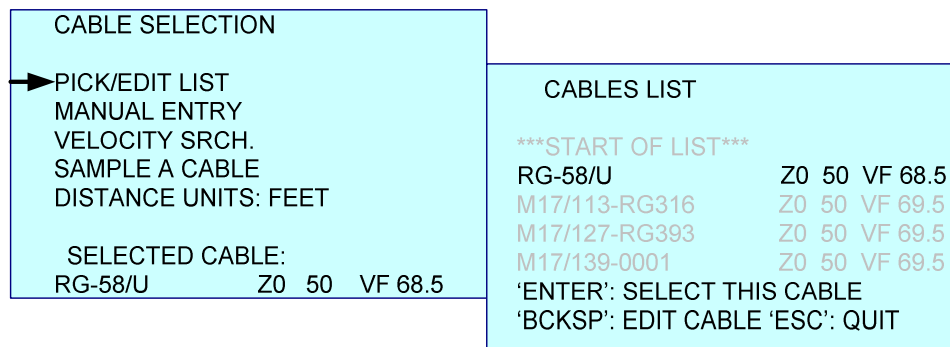 CABLE SELECTION
PICK/EDIT LIST
MANUAL ENTRY
VELOCITY SRCH.
SAMPLE A CABLE
DISTANCE UNITS: FEET
SELECTED CABLE:
RG-58/U Z0 50 VF 68.5
CABLES LIST
***START OF LIST***
RG-58/U Z0 50 VF 68.5
M17/113-RG316 Z0 50 VF 69.5
M17/127-RG393 Z0 50 VF 69.5
M17/139-0001 Z0 50 VF 69.5
‘ENTER’: SELECT THIS CABLE
‘BCKSP’: EDIT CABLE ‘ESC’: QUIT